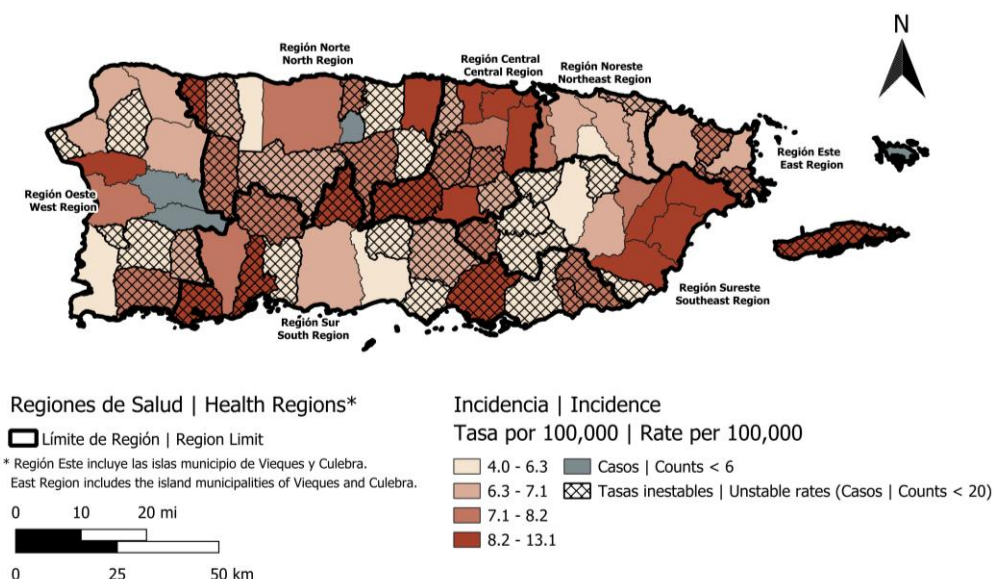 N
Región Norte
North Region
Región Central
Central Region
Región Noreste
Northeast Region
Región Este
East Region
Región Oeste
West Region
Región Sureste
Southeast Region
Región Sur
South Region
Regiones de Salud | Health Regions*
Límite de Región | Region Limit
* Región Este incluye las islas municipio de Vieques y Culebra.
East Region includes the island municipalities of Vieques and Culebra.
0 10 20 mi
0 25 50 km
Incidencia | Incidence
Tasa por 100,000 | Rate per 100,000
4.0 - 6.3
6.3 - 7.1
7.1 - 8.2
8.2 - 13.1
Casos | Counts < 6
Tasas inestables | Unstable rates (Casos | Counts < 20)